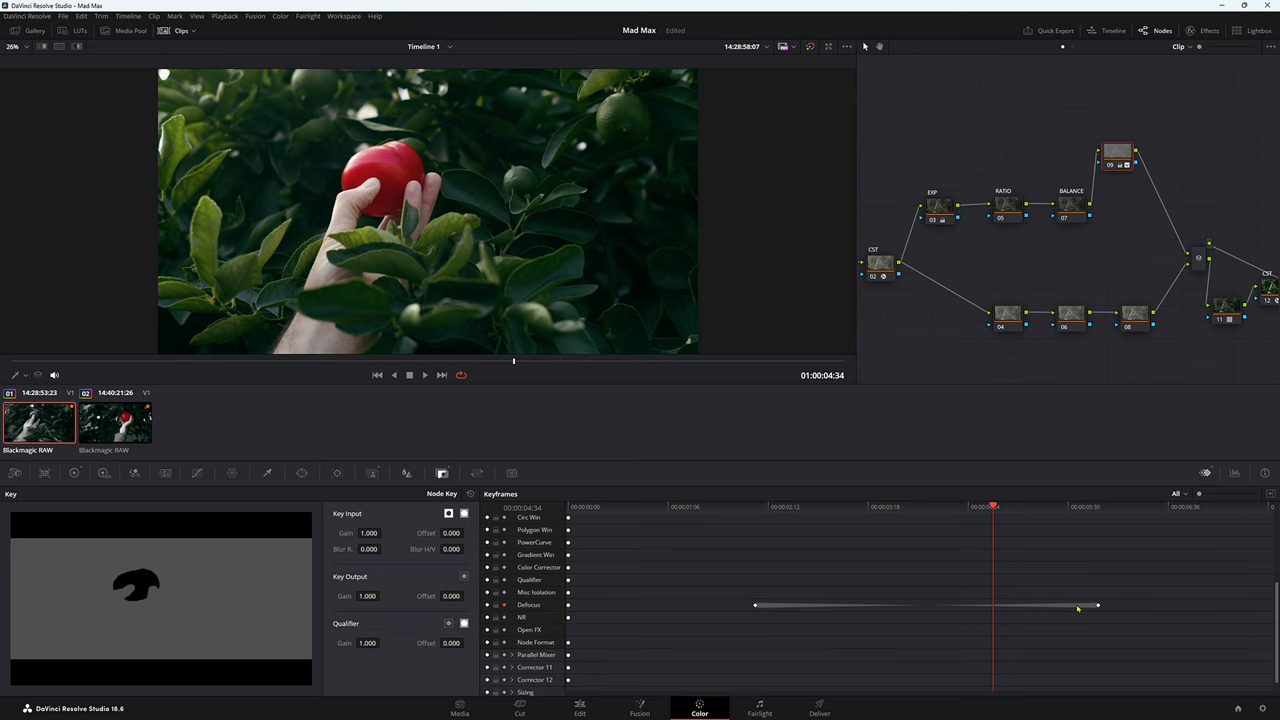 DaVinci Resolve Studio - Mad Max
DaVinci Resolve File Edit Trim Timeline Clip Mark View Playback Fusion Color Fairlight Workspace Help
Gallery LUTs Media Pool Clips Mad Max Edited Quick Export Timeline Nodes Effects Lightbox
26% Timeline 1 14:28:58:07 Clip
EXP RATIO BALANCE
09
03 05 07
CST
02
CST
12
04 06 08 11
01:00:04:34
01 14:28:53:23 V1 02 14:40:21:26 V1
Blackmagic RAW Blackmagic RAW
Key Node Key Keyframes All
00:00:04:34 00:00:00:00 00:00:01:06 00:00:02:12 00:00:03:18 00:00:05:30 00:00:06:36
Key Input
Gain 1.000 Offset 0.000
Blur R. 0.000 Blur H/V 0.000
Key Output
Gain 1.000 Offset 0.000
Qualifier
Gain 1.000 Offset 0.000
Circ Win
Polygon Win
PowerCurve
Gradient Win
Color Corrector
Qualifier
Misc Isolation
Defocus
NR
Open FX
Node Format
Parallel Mixer
Corrector 11
Corrector 12
Sizing
DaVinci Resolve Studio 18.6
Media Cut Edit Fusion Color Fairlight Deliver